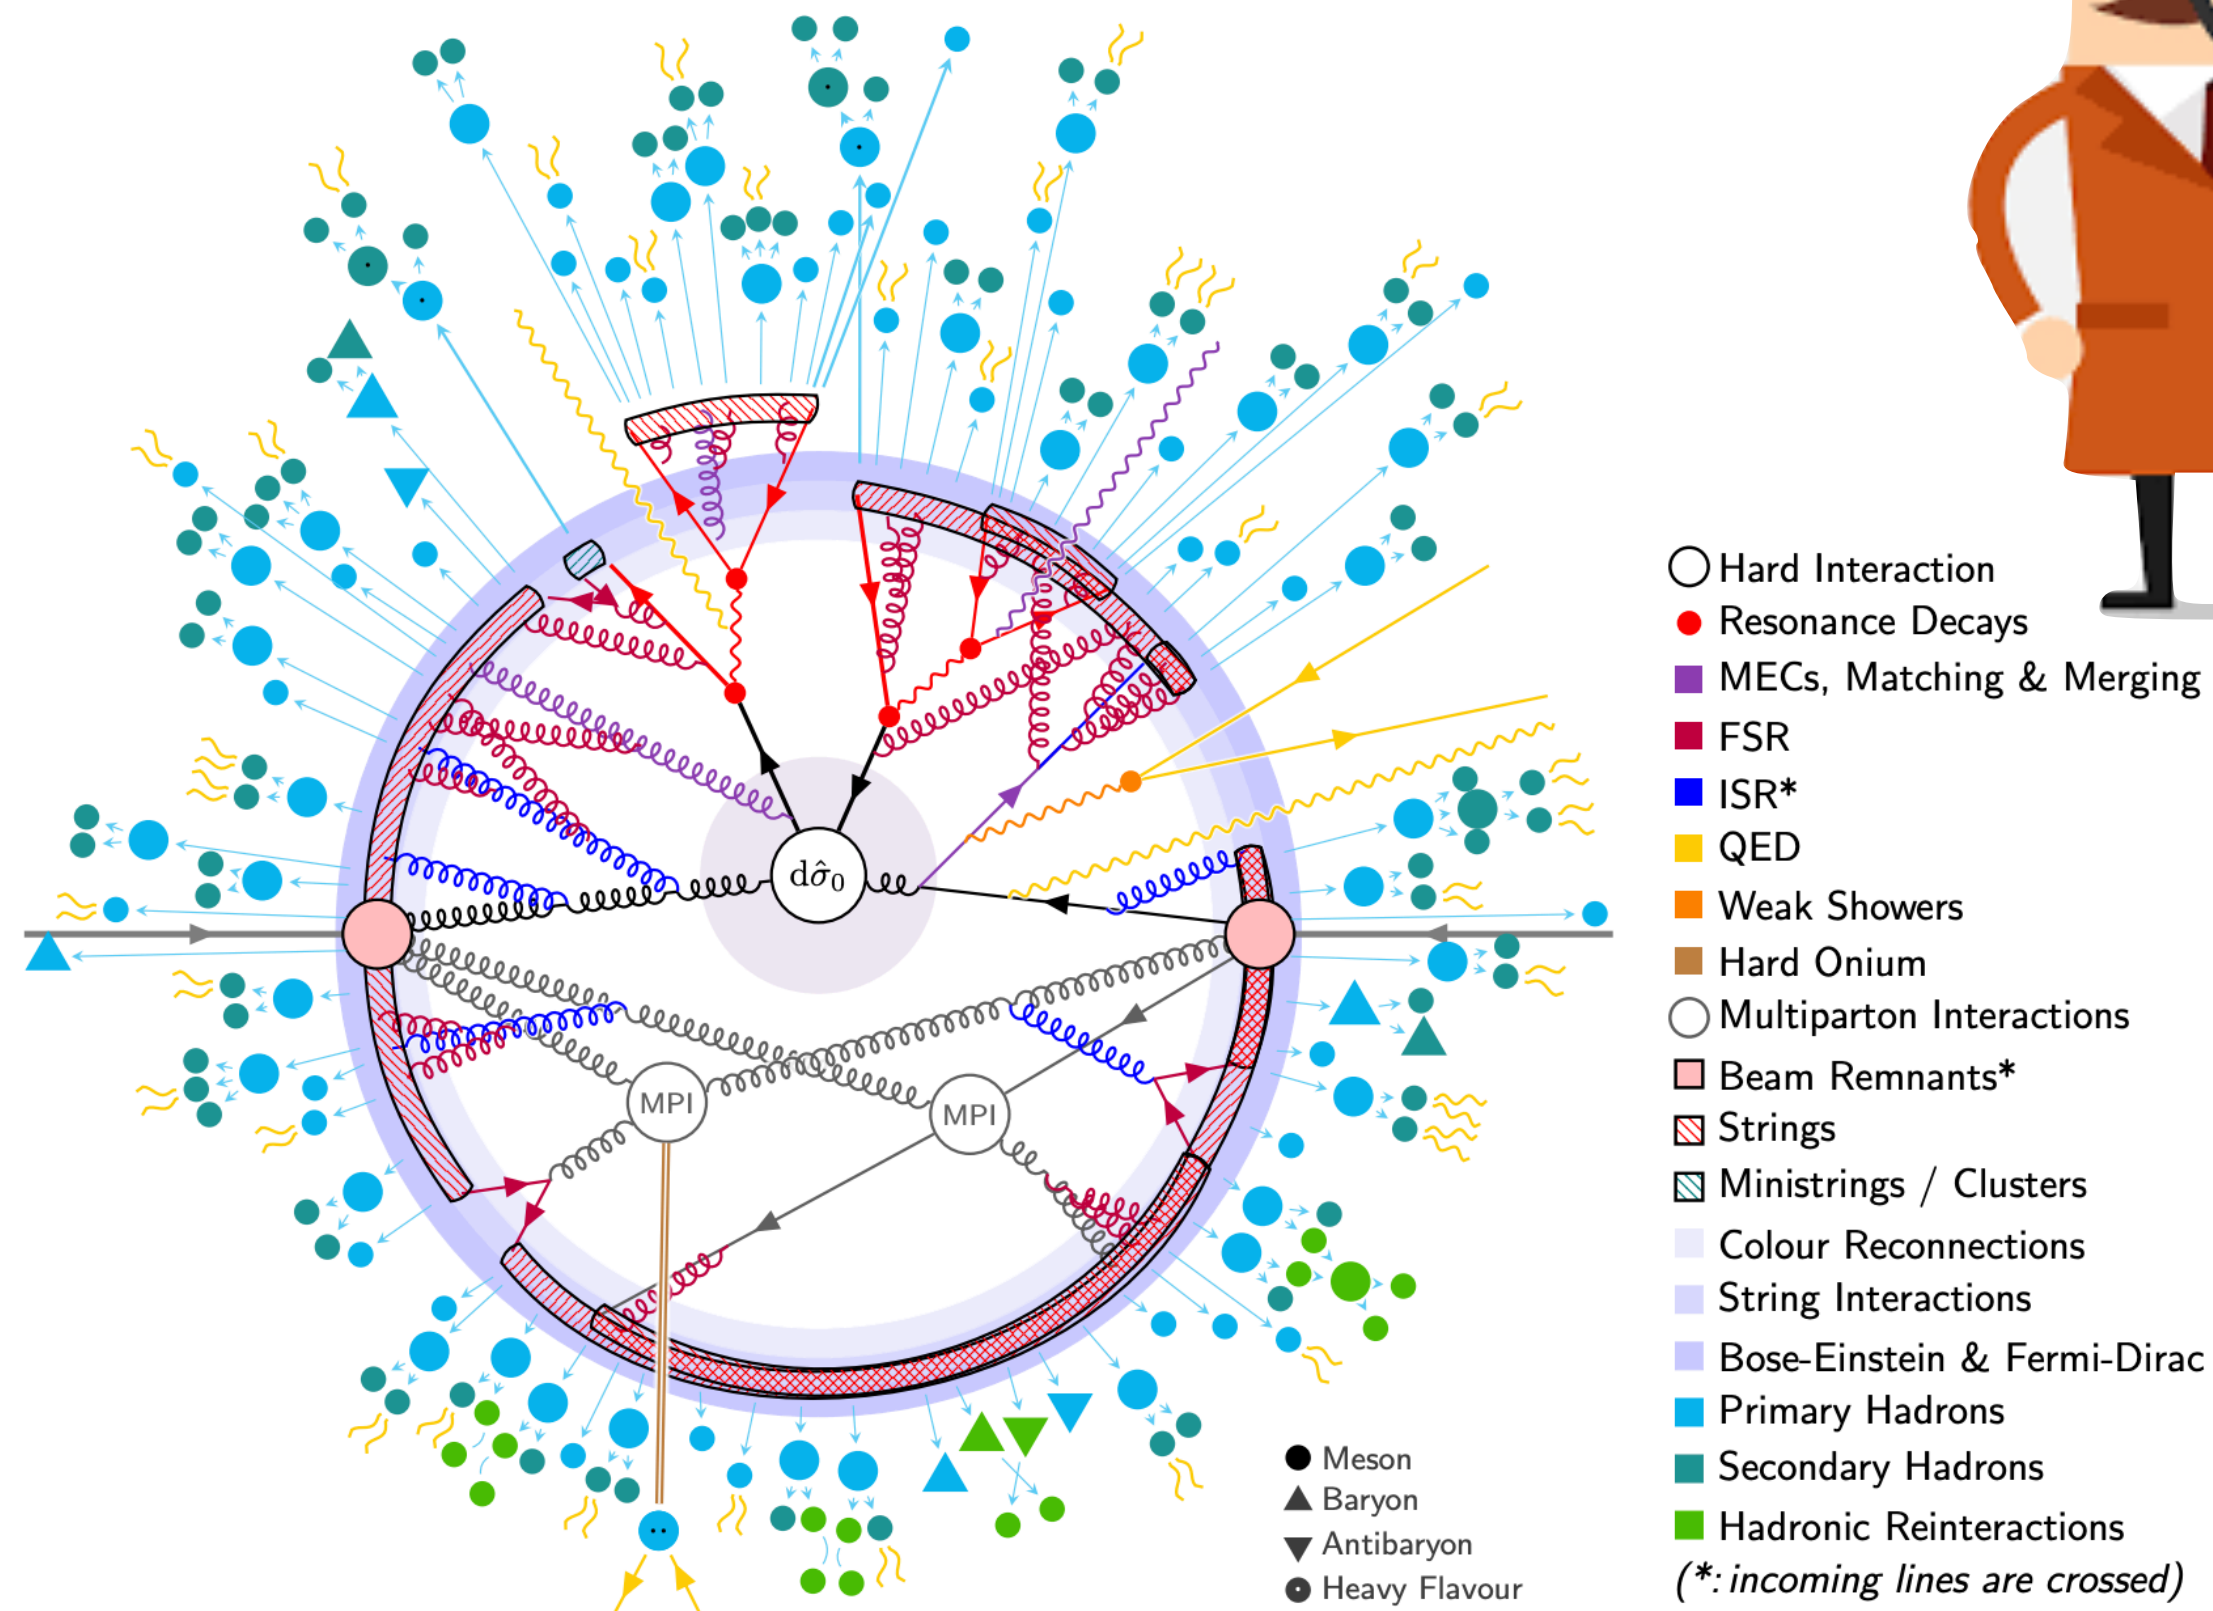 dσ̂₀
MPI
MPI
Meson
Baryon
Antibaryon
Heavy Flavour
Hard Interaction
Resonance Decays
MECs, Matching & Merging
FSR
ISR*
QED
Weak Showers
Hard Onium
Multiparton Interactions
Beam Remnants*
Strings
Ministrings / Clusters
Colour Reconnections
String Interactions
Bose-Einstein & Fermi-Dirac
Primary Hadrons
Secondary Hadrons
Hadronic Reinteractions
(*: incoming lines are crossed)